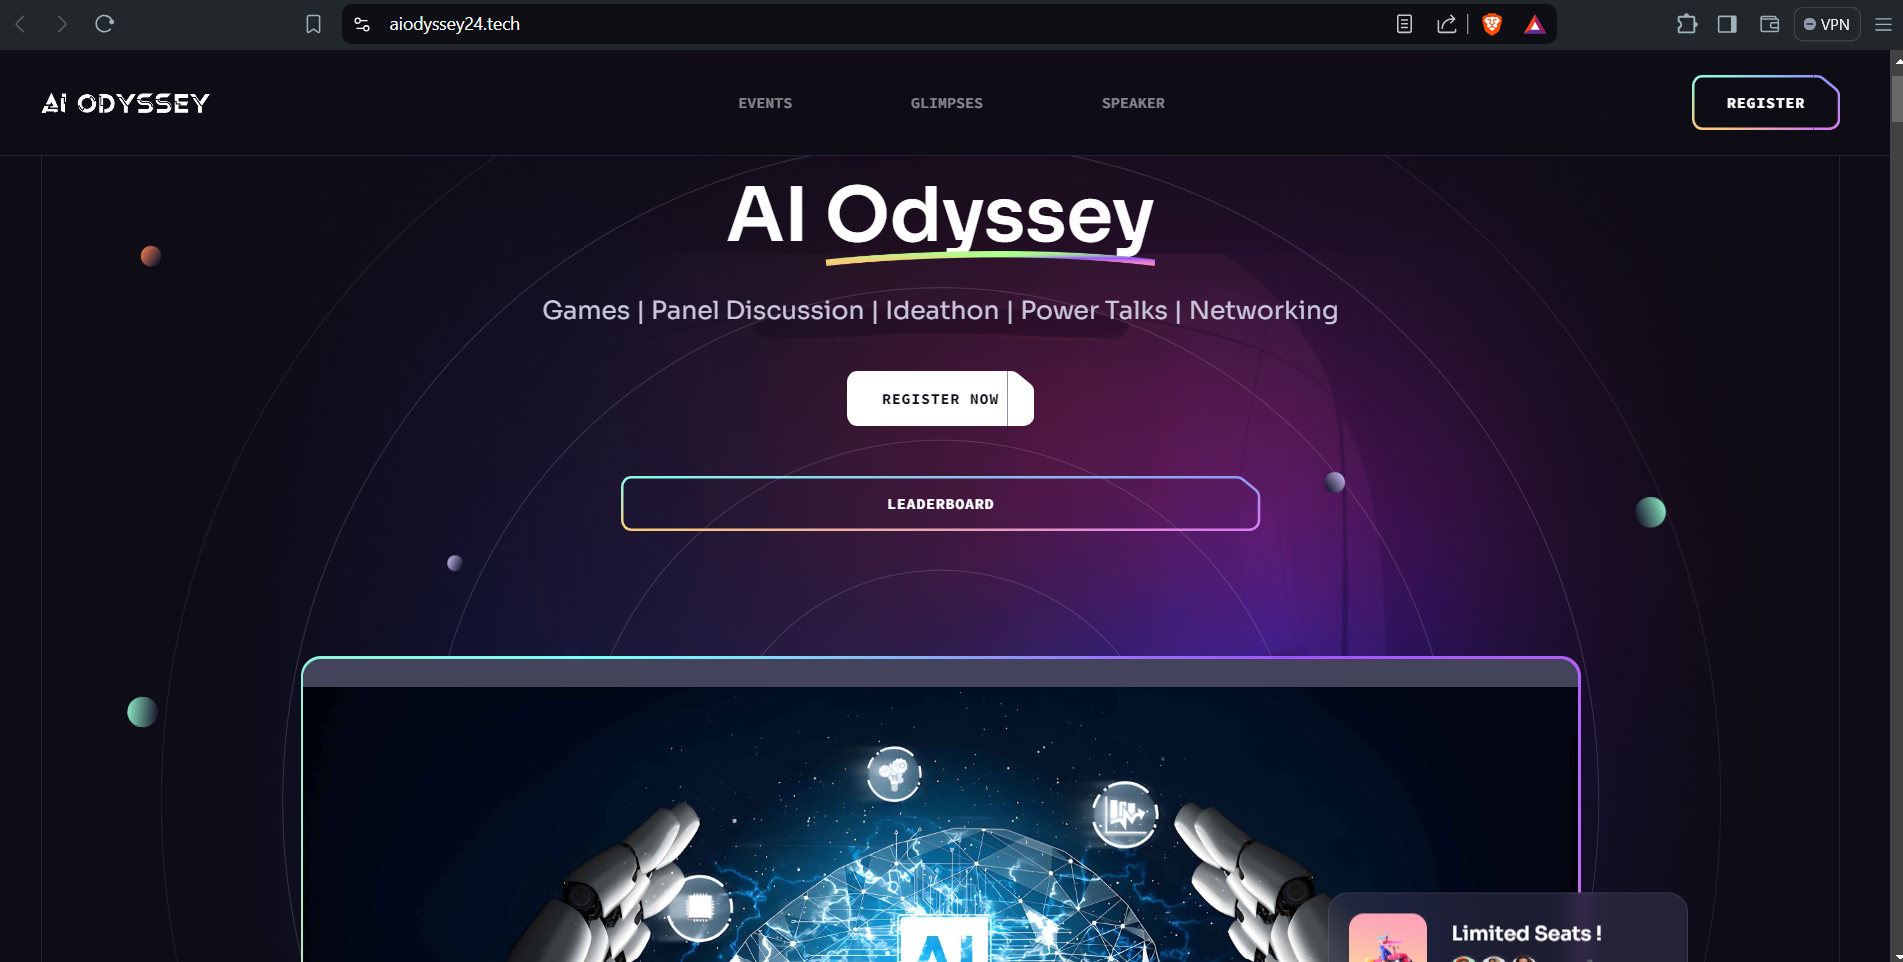 aiodyssey24.tech
VPN
AI ODYSSEY
EVENTS
GLIMPSES
SPEAKER
REGISTER
AI Odyssey
Games | Panel Discussion | Ideathon | Power Talks | Networking
REGISTER NOW
LEADERBOARD
AI
Limited Seats !